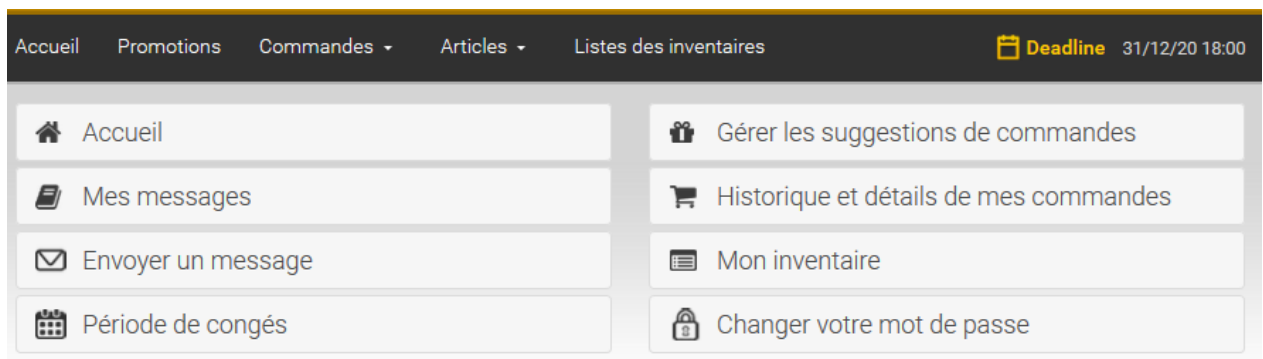 Accueil Promotions Commandes Articles Listes des inventaires Deadline 31/12/20 18:00
Accueil
Gérer les suggestions de commandes
Mes messages
Historique et détails de mes commandes
Envoyer un message
Mon inventaire
Période de congés
Changer votre mot de passe